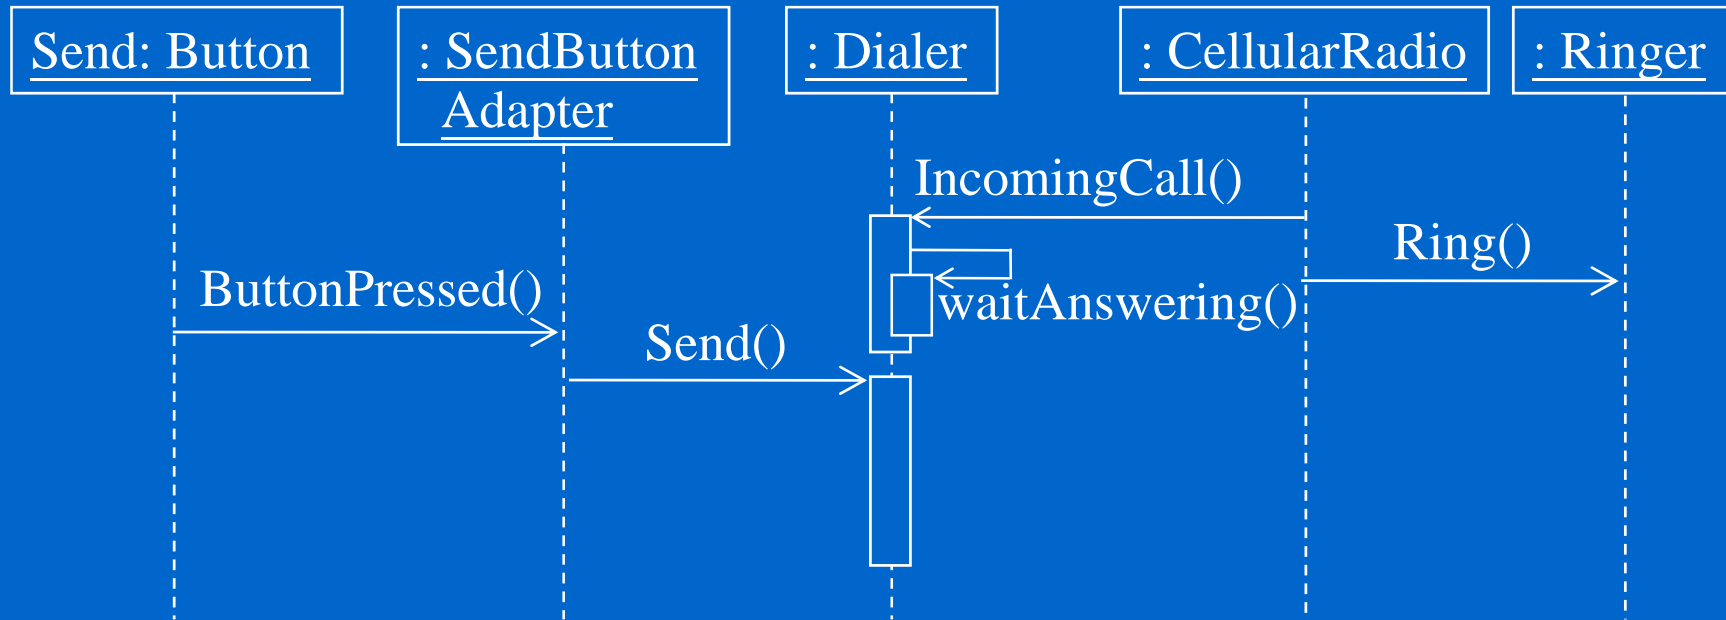 Send: Button
: SendButton
Adapter
: Dialer
: CellularRadio
: Ringer
IncomingCall()
Ring()
ButtonPressed()
waitAnswering()
Send()